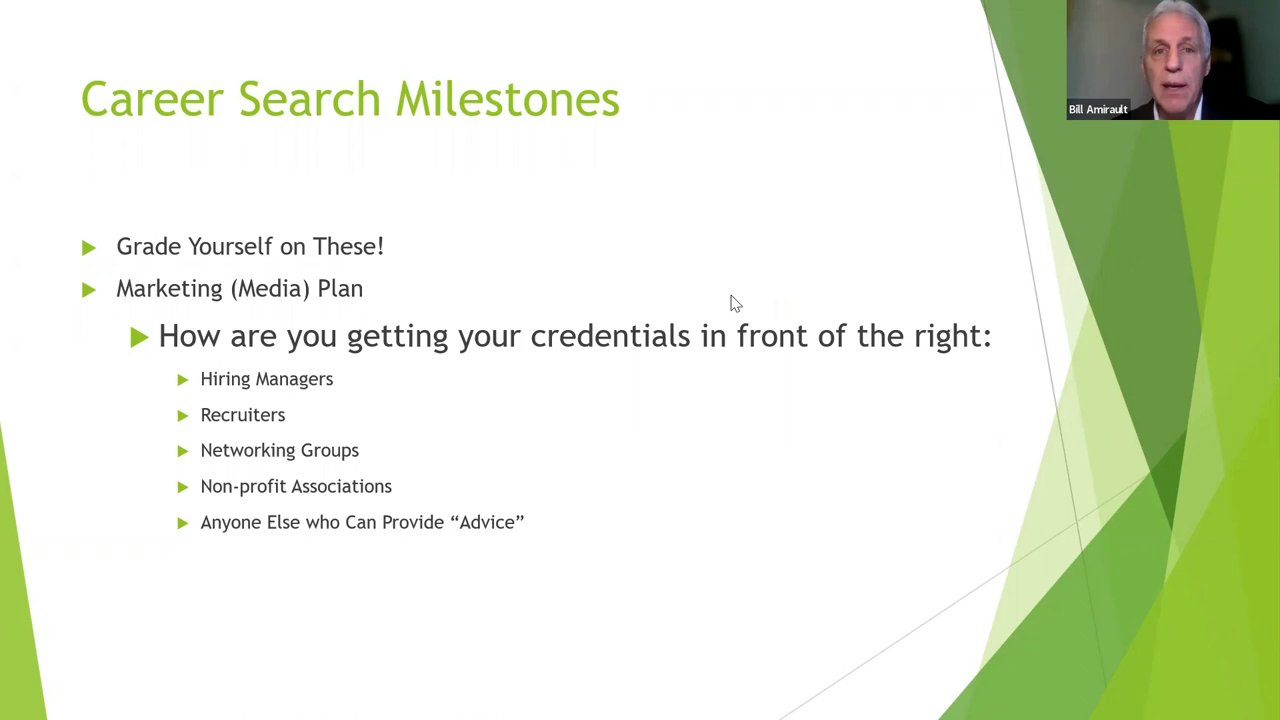 Career Search Milestones
Bill Amirault
Grade Yourself on These!
Marketing (Media) Plan
How are you getting your credentials in front of the right:
Hiring Managers
Recruiters
Networking Groups
Non-profit Associations
Anyone Else who Can Provide “Advice”